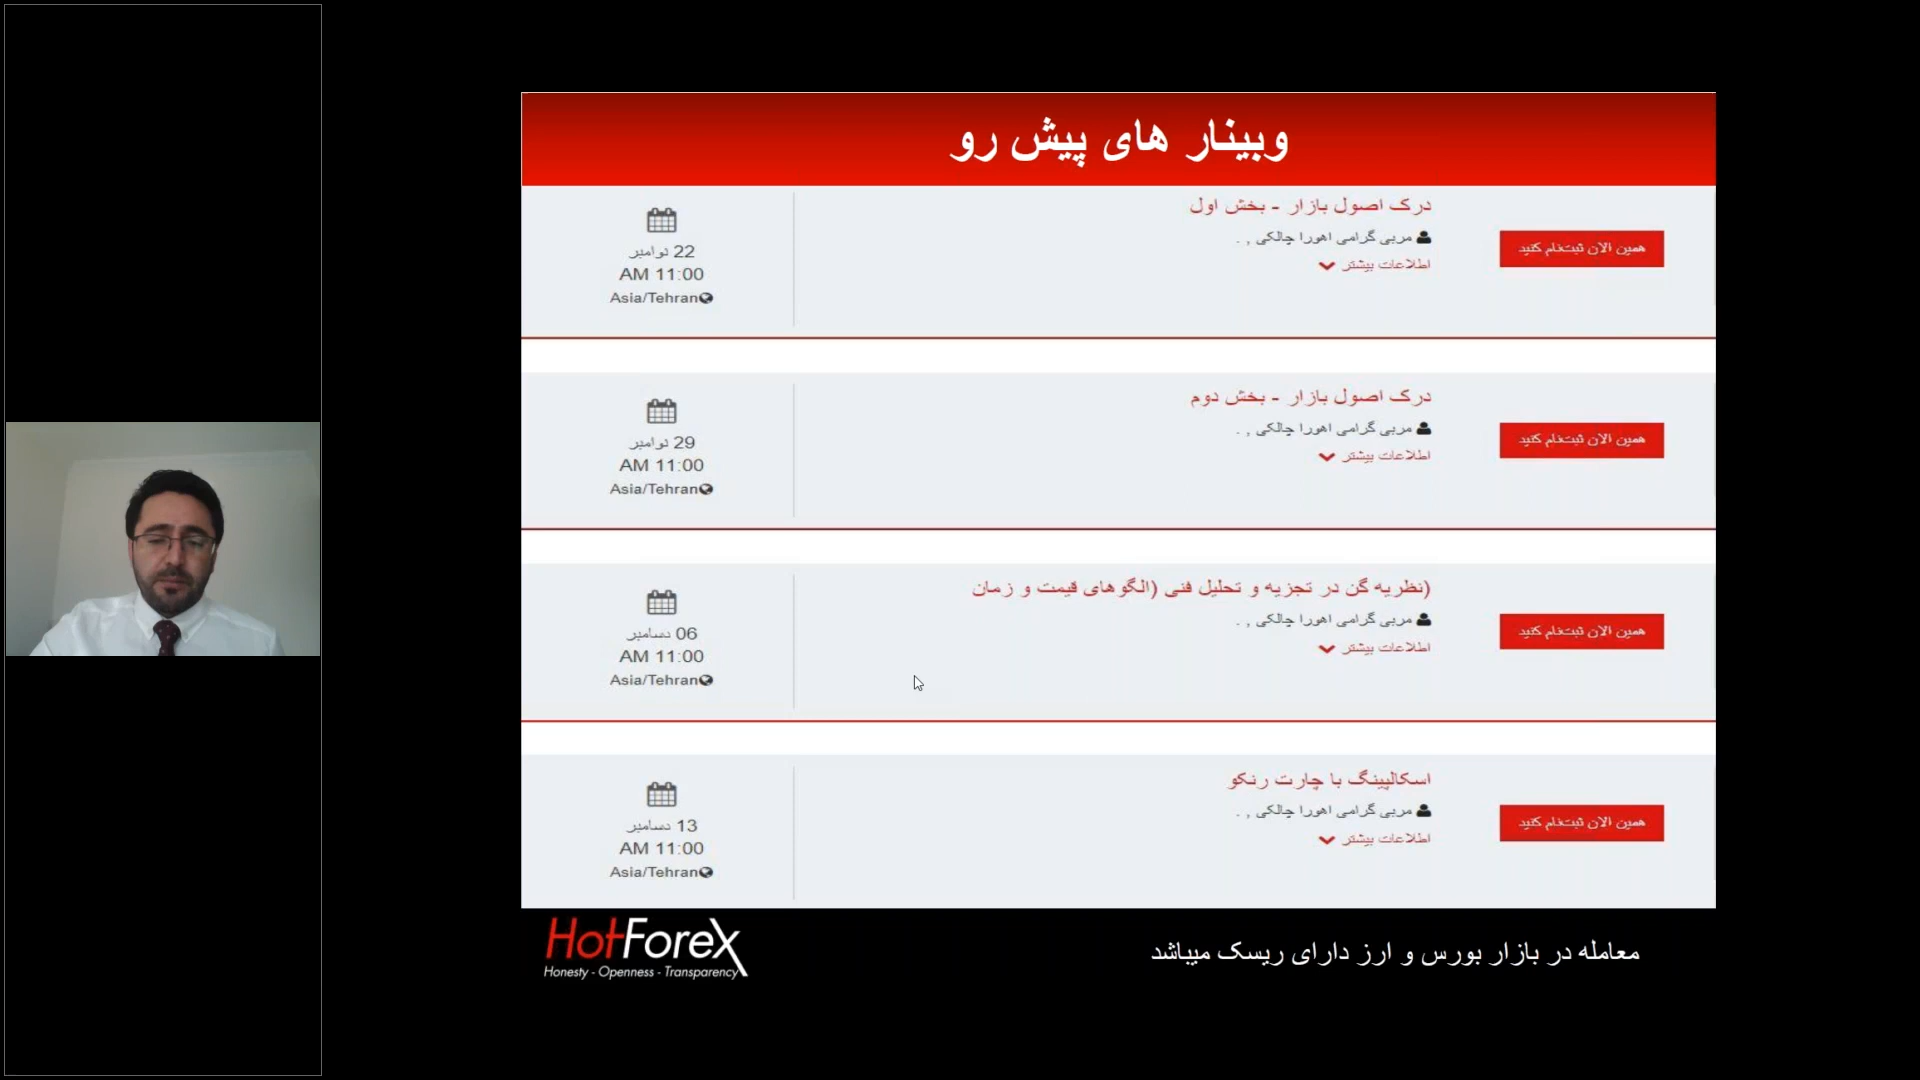 وبینار های پیش رو
درک اصول بازار - بخش اول
مربی گرامی اهورا چالکی , .
اطلاعات بیشتر
همین الان ثبت‌نام کنید
22 نوامبر
AM 11:00
Asia/Tehran
درک اصول بازار - بخش دوم
مربی گرامی اهورا چالکی , .
اطلاعات بیشتر
همین الان ثبت‌نام کنید
29 نوامبر
AM 11:00
Asia/Tehran
(نظریه گن در تجزیه و تحلیل فنی (الگوهای قیمت و زمان
مربی گرامی اهورا چالکی , .
اطلاعات بیشتر
همین الان ثبت‌نام کنید
06 دسامبر
AM 11:00
Asia/Tehran
اسکالپینگ با چارت رنکو
مربی گرامی اهورا چالکی , .
اطلاعات بیشتر
همین الان ثبت‌نام کنید
13 دسامبر
AM 11:00
Asia/Tehran
معامله در بازار بورس و ارز دارای ریسک میباشد
HotForex
Honesty - Openness - Transparency